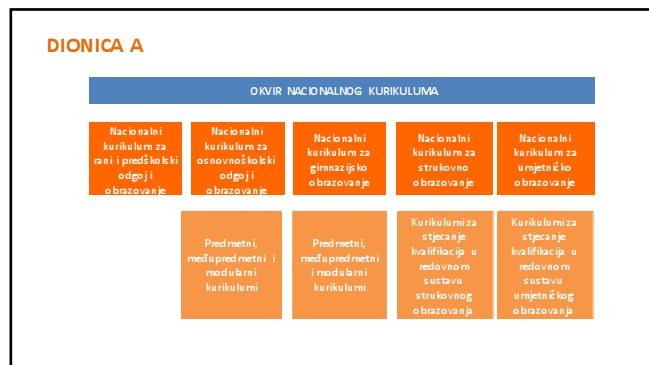 DIONICA A
OKVIR NACIONALNOG KURIKULUMA
Nacionalni
kurikulum za
rani i predškolski
odgoj i
obrazovanje
Nacionalni
kurikulum za
osnovnoškolski
odgoj i
obrazovanje
Nacionalni
kurikulum za
gimnazijsko
obrazovanje
Nacionalni
kurikulum za
strukovno
obrazovanje
Nacionalni
kurikulum za
umjetničko
obrazovanje
Predmetni,
međupredmetni i
modularni
kurikulumi
Predmetni,
međupredmetni
i modularni
kurikulumi
Kurikulumi za
stjecanje
kvalifikacija u
redovnom
sustavu
strukovnog
obrazovanja
Kurikulumi za
stjecanje
kvalifikacija u
redovnom
sustavu
umjetničkog
obrazovanja